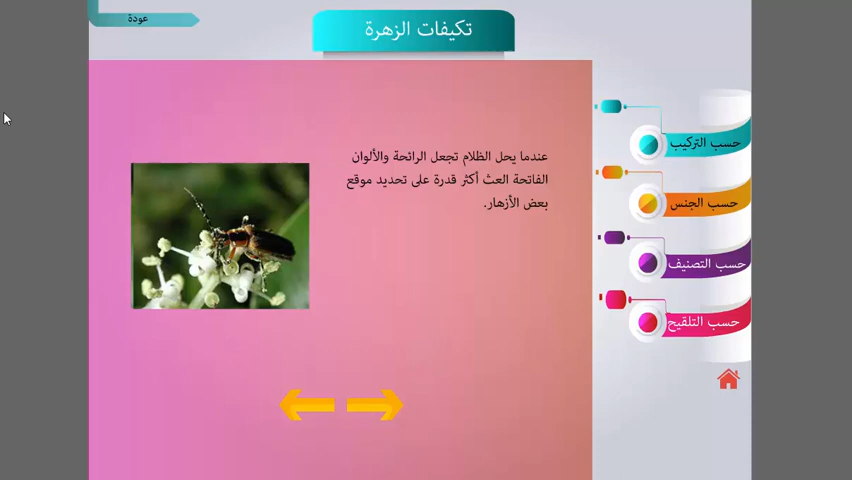 تكيفات الزهرة
عودة
عندما يحل الظلام تجعل الرائحة والألوان
الفاتحة العث أكثر قدرة على تحديد موقع
بعض الأزهار.
حسب التركيب
حسب الجنس
حسب التصنيف
حسب التلقيح